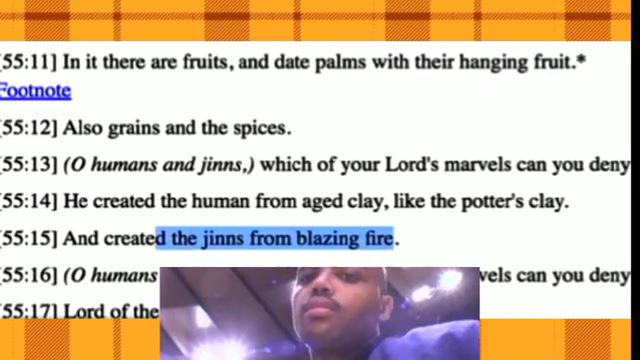 [55:11] In it there are fruits, and date palms with their hanging fruit.*
Footnote
[55:12] Also grains and the spices.
[55:13] (O humans and jinns,) which of your Lord's marvels can you deny
[55:14] He created the human from aged clay, like the potter's clay.
[55:15] And created the jinns from blazing fire.
[55:16] (O humans vels can you deny
[55:17] Lord of the